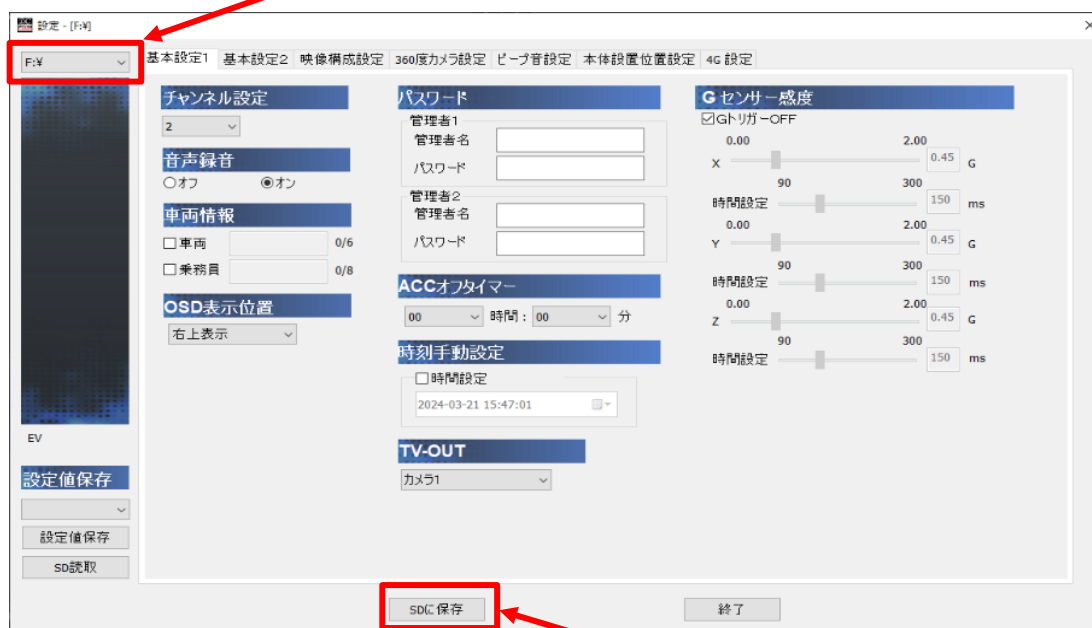 設定 - [F:¥]
F:¥
基本設定1 基本設定2 映像構成設定 360度カメラ設定 ビープ音設定 本体設置位置設定 4G 設定
チャンネル設定
2
音声録音
オフ オン
車両情報
車両 0/6
乗務員 0/8
OSD表示位置
右上表示
パスワード
管理者1
管理者名
パスワード
管理者2
管理者名
パスワード
ACCオフタイマー
00 時間 : 00 分
時刻手動設定
時間設定
2024-03-21 15:47:01
TV-OUT
カメラ1
G センサー感度
GトリガーOFF
0.00 2.00
X 0.45 G
90 300
時間設定 150 ms
0.00 2.00
Y 0.45 G
90 300
時間設定 150 ms
0.00 2.00
Z 0.45 G
90 300
時間設定 150 ms
EV
設定値保存
設定値保存
SD読取
SDに保存 終了